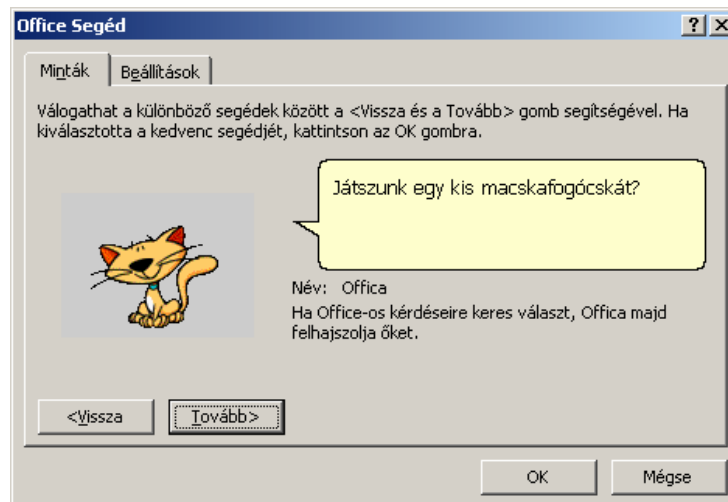 Office Segéd
Minták
Beállítások
Válogathat a különböző segédek között a <Vissza és a Tovább> gomb segítségével. Ha
kiválasztotta a kedvenc segédjét, kattintson az OK gombra.
Játszunk egy kis macskafogócskát?
Név: Offica
Ha Office-os kérdéseire keres választ, Offica majd
felhajszolja őket.
<Vissza
Tovább>
OK
Mégse